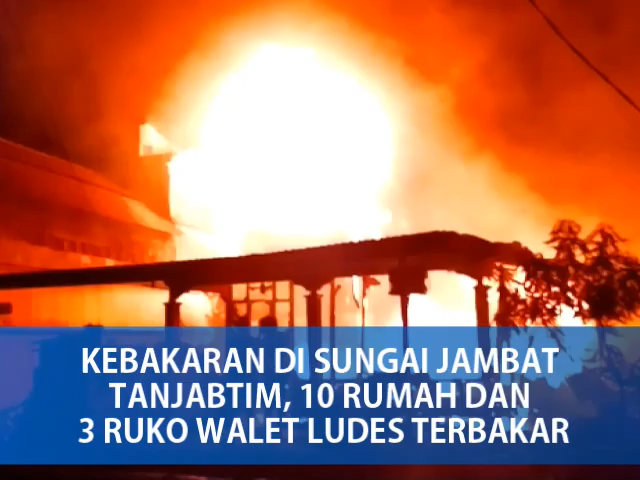 KEBAKARAN DI SUNGAI JAMBAT
TANJABTIM, 10 RUMAH DAN
3 RUKO WALET LUDES TERBAKAR